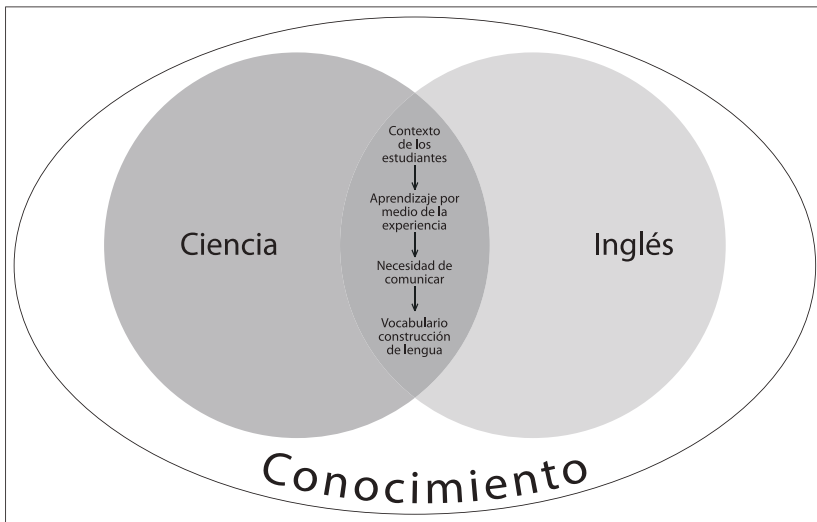 Contexto
de los
estudiantes
Aprendizaje por
medio de la
experiencia
Ciencia
Inglés
Necesidad de
comunicar
Vocabulario
construcción
de lengua
Conocimiento